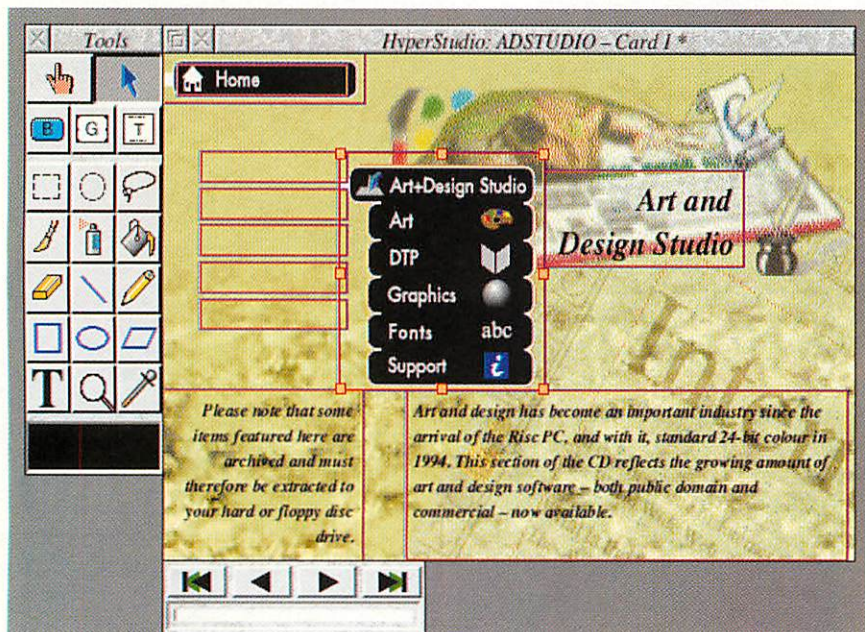 Tools
HyperStudio: ADSTUDIO – Card 1 *
Home
B G T
Art+Design Studio
Art
DTP
Graphics
Fonts abc
Support i
T
Art and
Design Studio
Please note that some
items featured here are
archived and must
therefore be extracted to
your hard or floppy disc
drive.
Art and design has become an important industry since the
arrival of the Risc PC, and with it, standard 24-bit colour in
1994. This section of the CD reflects the growing amount of
art and design software – both public domain and
commercial – now available.